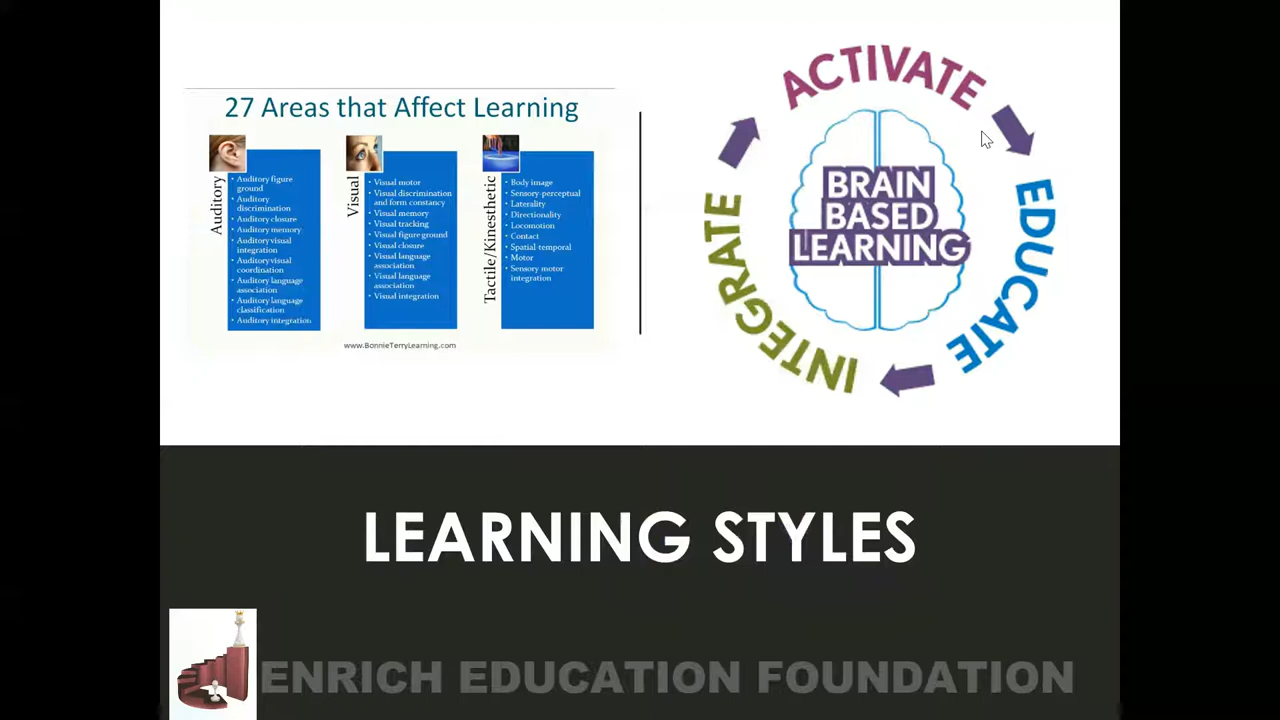 27 Areas that Affect Learning
Auditory
• Auditory figure
ground
• Auditory
discrimination
• Auditory closure
• Auditory memory
• Auditory visual
integration
• Auditory visual
coordination
• Auditory language
association
• Auditory language
classification
• Auditory integration
Visual
• Visual motor
• Visual discrimination
and form constancy
• Visual memory
• Visual tracking
• Visual figure ground
• Visual closure
• Visual language
association
• Visual language
association
• Visual integration
Tactile/Kinesthetic
• Body image
• Sensory-perceptual
• Laterality
• Directionality
• Locomotion
• Contact
• Spatial-temporal
• Motor
• Sensory motor
integration
www.BonnieTerryLearning.com
ACTIVATE
EDUCATE
INTEGRATE
BRAIN
BASED
LEARNING
LEARNING STYLES
ENRICH EDUCATION FOUNDATION